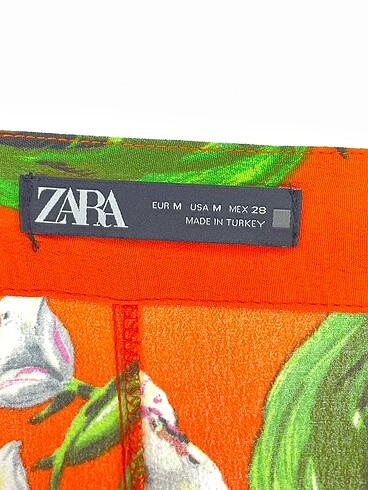 ZARA
EUR M USA M MEX 28
MADE IN TURKEY